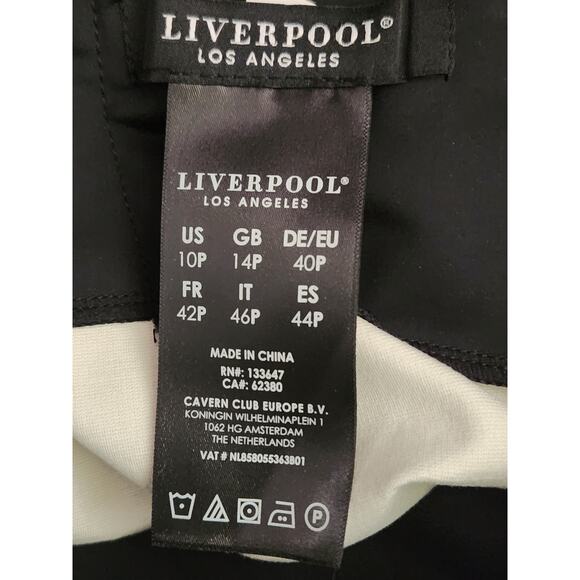 LIVERPOOL®
LOS ANGELES
LIVERPOOL®
LOS ANGELES
US GB DE/EU
10P 14P 40P
FR IT ES
42P 46P 44P
MADE IN CHINA
RN#: 133647
CA#: 62380
CAVERN CLUB EUROPE B.V.
KONINGIN WILHELMINAPLEIN 1
1062 HG AMSTERDAM
THE NETHERLANDS
VAT # NL858055363B01
P